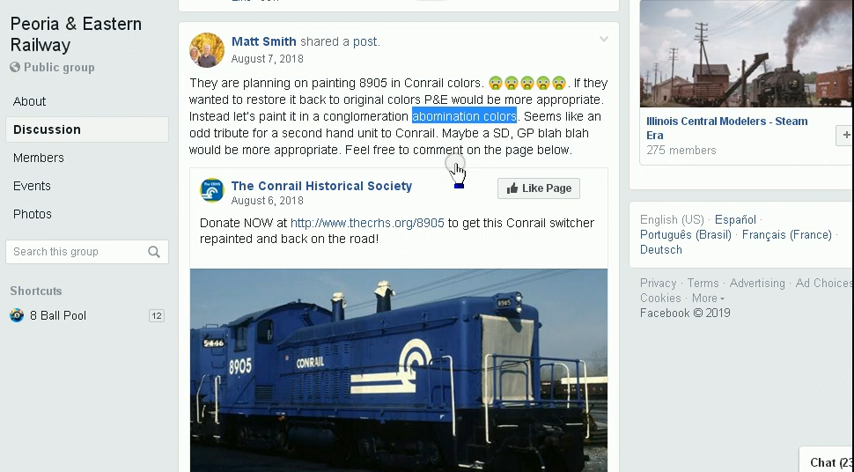 Peoria & Eastern
Railway
Public group
About
Discussion
Members
Events
Photos
Search this group
Shortcuts
8 Ball Pool
12
Matt Smith shared a post.
August 7, 2018
They are planning on painting 8905 in Conrail colors. 😨😨😨😨😨. If they
wanted to restore it back to original colors P&E would be more appropriate.
Instead let's paint it in a conglomeration abomination colors. Seems like an
odd tribute for a second hand unit to Conrail. Maybe a SD, GP blah blah
would be more appropriate. Feel free to comment on the page below.
The Conrail Historical Society
August 6, 2018
Like Page
Donate NOW at http://www.thecrhs.org/8905 to get this Conrail switcher
repainted and back on the road!
8905
8905
CONRAIL
Illinois Central Modelers - Steam
Era
275 members
English (US) · Español ·
Português (Brasil) · Français (France) ·
Deutsch
Privacy · Terms · Advertising · Ad Choices
Cookies · More
Facebook © 2019
Chat (23